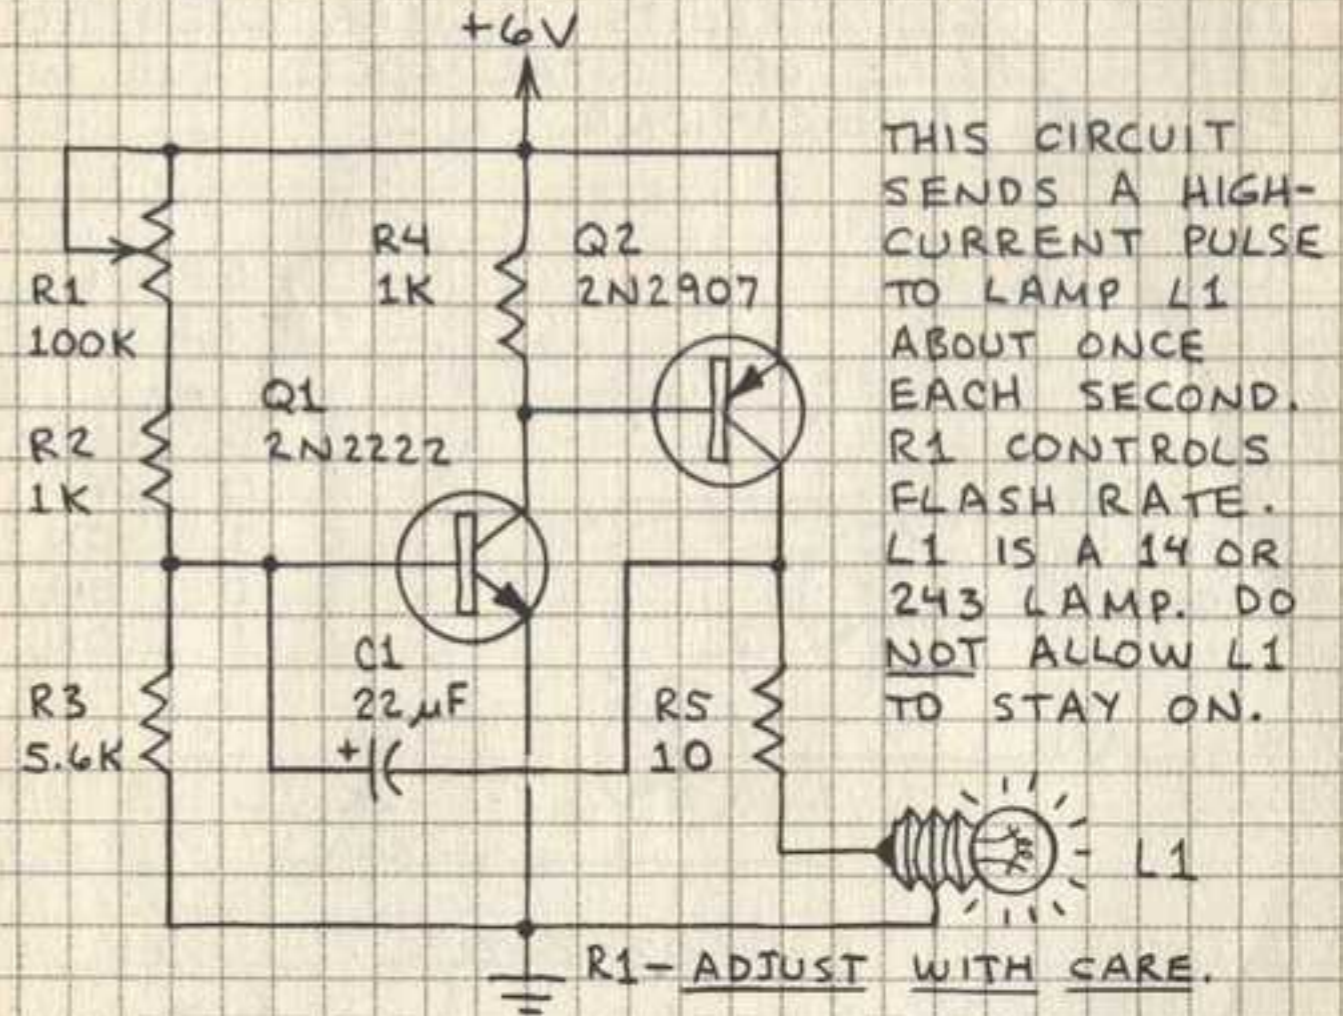 +6V
THIS CIRCUIT
SENDS A HIGH-
CURRENT PULSE
TO LAMP L1
ABOUT ONCE
EACH SECOND.
R1 CONTROLS
FLASH RATE.
L1 IS A 14 OR
243 LAMP. DO
NOT ALLOW L1
TO STAY ON.
R1
100K
R4
1K
Q2
2N2907
Q1
2N2222
R2
1K
C1
22µF
+
R3
5.6K
R5
10
L1
R1- ADJUST WITH CARE.